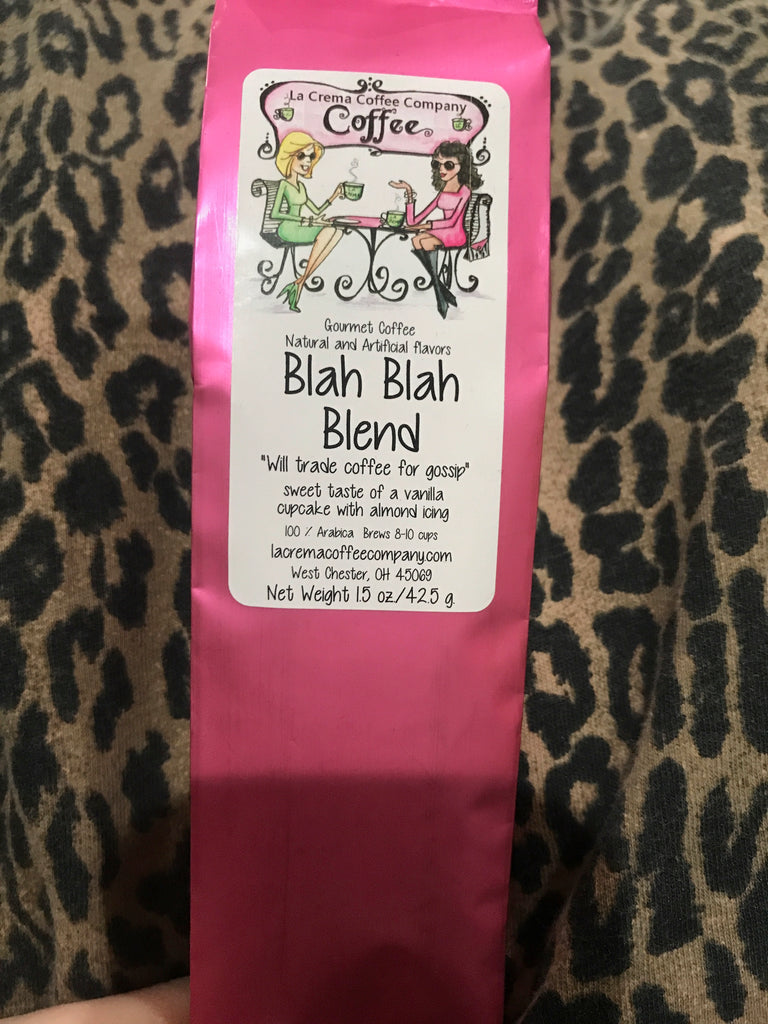 La Crema Coffee Company
Coffee
Gourmet Coffee
Natural and Artificial flavors
Blah Blah
Blend
"Will trade coffee for gossip"
sweet taste of a vanilla
cupcake with almond icing
100 % Arabica Brews 8-10 cups
lacremacoffeecompany.com
West Chester, OH 45069
Net Weight 1.5 oz/42.5 g.